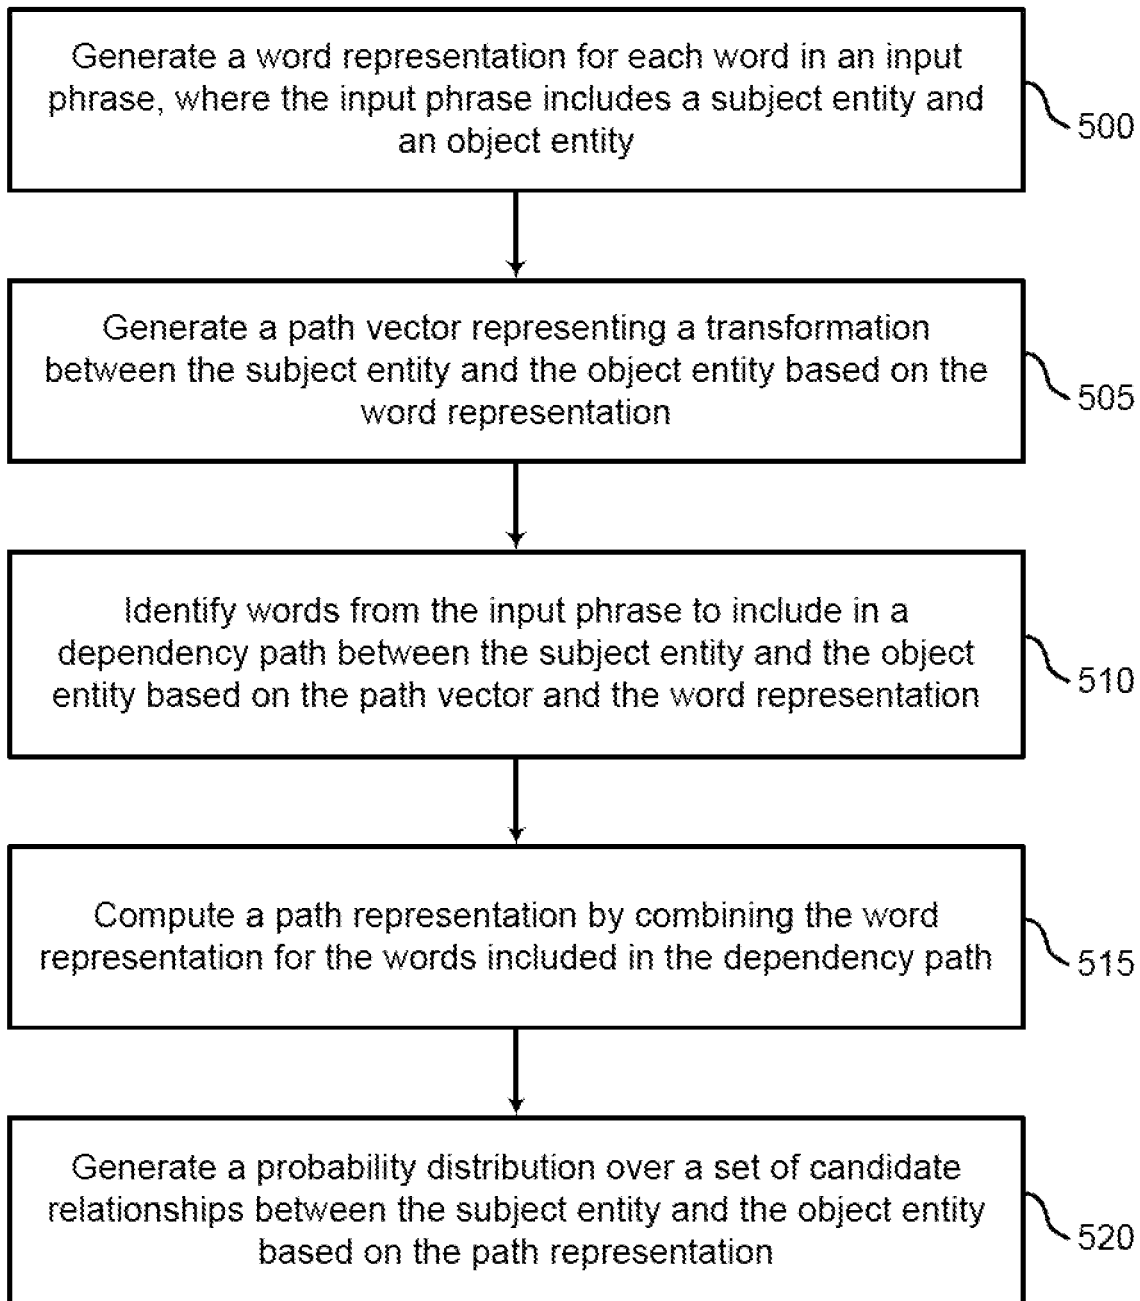 Generate a word representation for each word in an input
phrase, where the input phrase includes a subject entity and
an object entity
500
Generate a path vector representing a transformation
between the subject entity and the object entity based on the
word representation
505
Identify words from the input phrase to include in a
dependency path between the subject entity and the object
entity based on the path vector and the word representation
510
Compute a path representation by combining the word
representation for the words included in the dependency path
515
Generate a probability distribution over a set of candidate
relationships between the subject entity and the object entity
based on the path representation
520